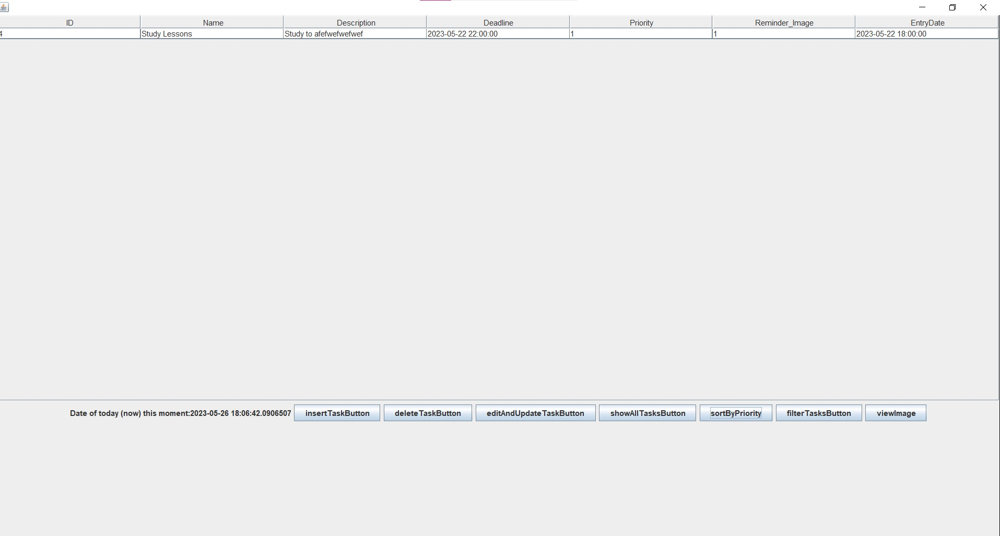 ID Name Description Deadline Priority Reminder_Image EntryDate
4 Study Lessons Study to afefwefwefwef 2023-05-22 22:00:00 1 1 2023-05-22 18:00:00
Date of today (now) this moment:2023-05-26 18:06:42.0906507 insertTaskButton deleteTaskButton editAndUpdateTaskButton showAllTasksButton sortByPriority filterTasksButton viewImage